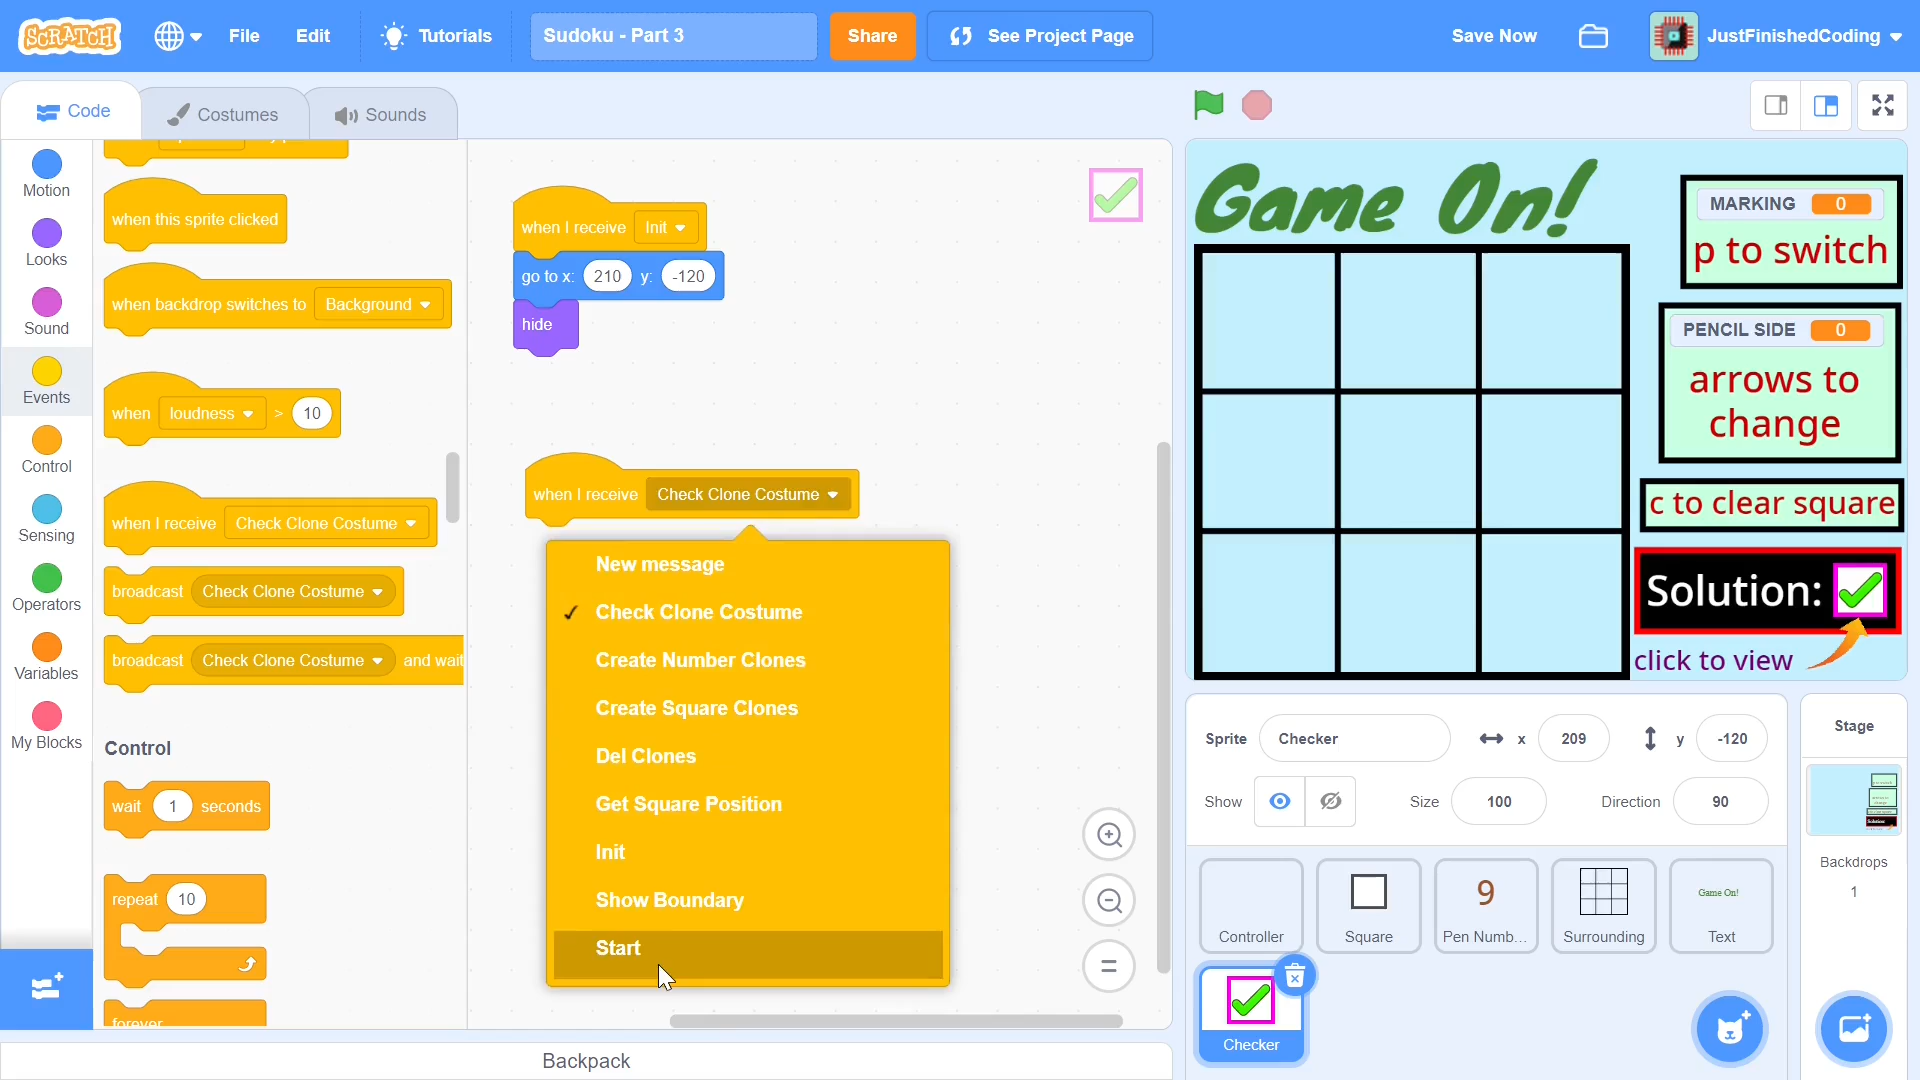 SCRATCH File Edit Tutorials Sudoku - Part 3 Share See Project Page Save Now JustFinishedCoding
Code Costumes Sounds
Motion
Looks
Sound
Events
Control
Sensing
Operators
Variables
My Blocks
when this sprite clicked
when backdrop switches to Background
when loudness > 10
when I receive Check Clone Costume
broadcast Check Clone Costume
broadcast Check Clone Costume and wait
Control
wait 1 seconds
repeat 10
forever
when I receive Init
go to x: 210 y: -120
hide
when I receive Check Clone Costume
New message
✓ Check Clone Costume
Create Number Clones
Create Square Clones
Del Clones
Get Square Position
Init
Show Boundary
Start
Backpack
Game On!
MARKING 0
p to switch
PENCIL SIDE 0
arrows to
change
c to clear square
Solution:
click to view
Sprite Checker x 209 y -120
Show Size 100 Direction 90
Controller
Square
Pen Numb...
Surrounding
Game On!
Text
Checker
Stage
Solution:
Backdrops
1